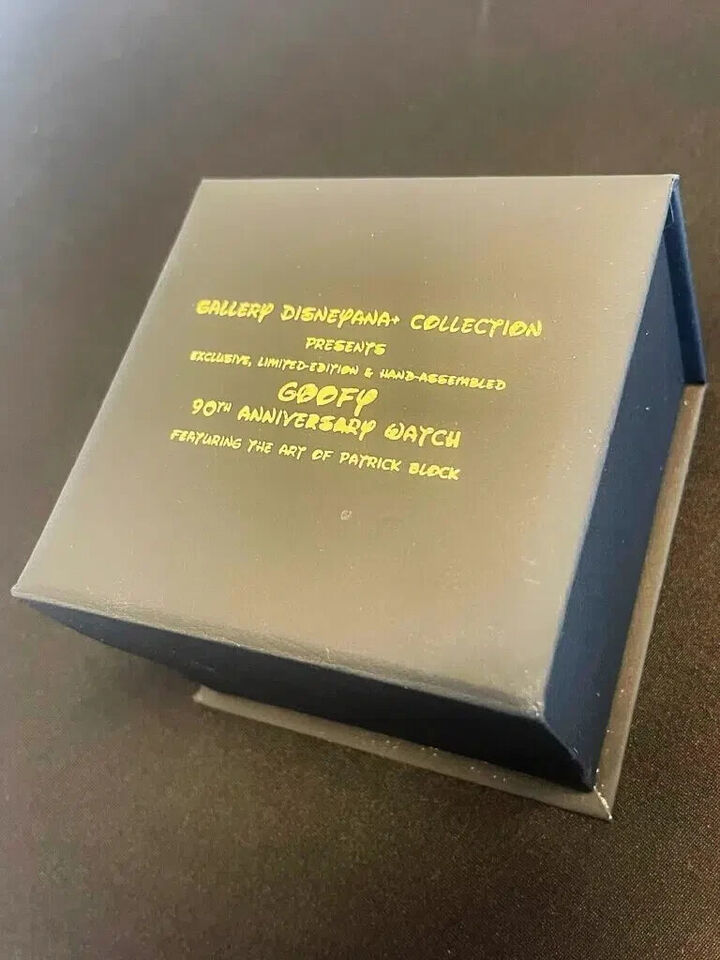 GALLERY DISNEYANA+ COLLECTION
PRESENTS
EXCLUSIVE, LIMITED-EDITION & HAND-ASSEMBLED
GOOFY
90TH ANNIVERSARY WATCH
FEATURING THE ART OF PATRICK BLOCK